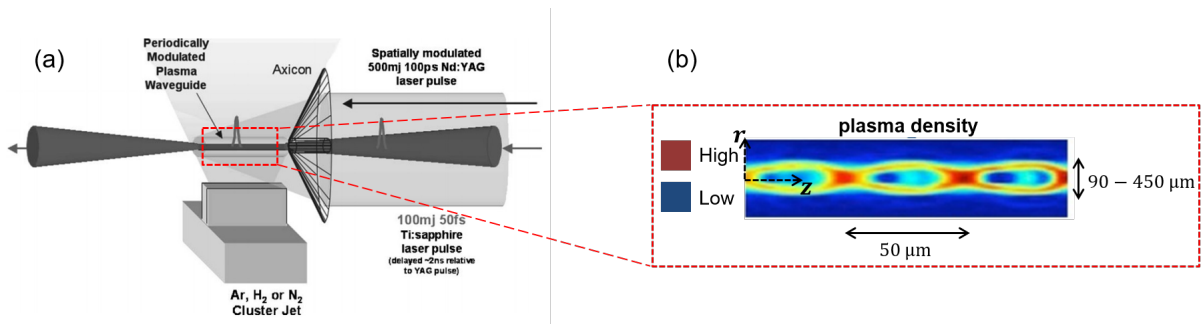 (a)
Periodically
Modulated
Plasma
Waveguide
Axicon
Spatially modulated
500mj 100ps Nd:YAG
laser pulse
100mj 50fs
Ti:sapphire
laser pulse
(delayed ~2ns relative
to YAG pulse)
Ar, H₂ or N₂
Cluster Jet
(b)
plasma density
High
Low
r
z
90 − 450 μm
50 μm